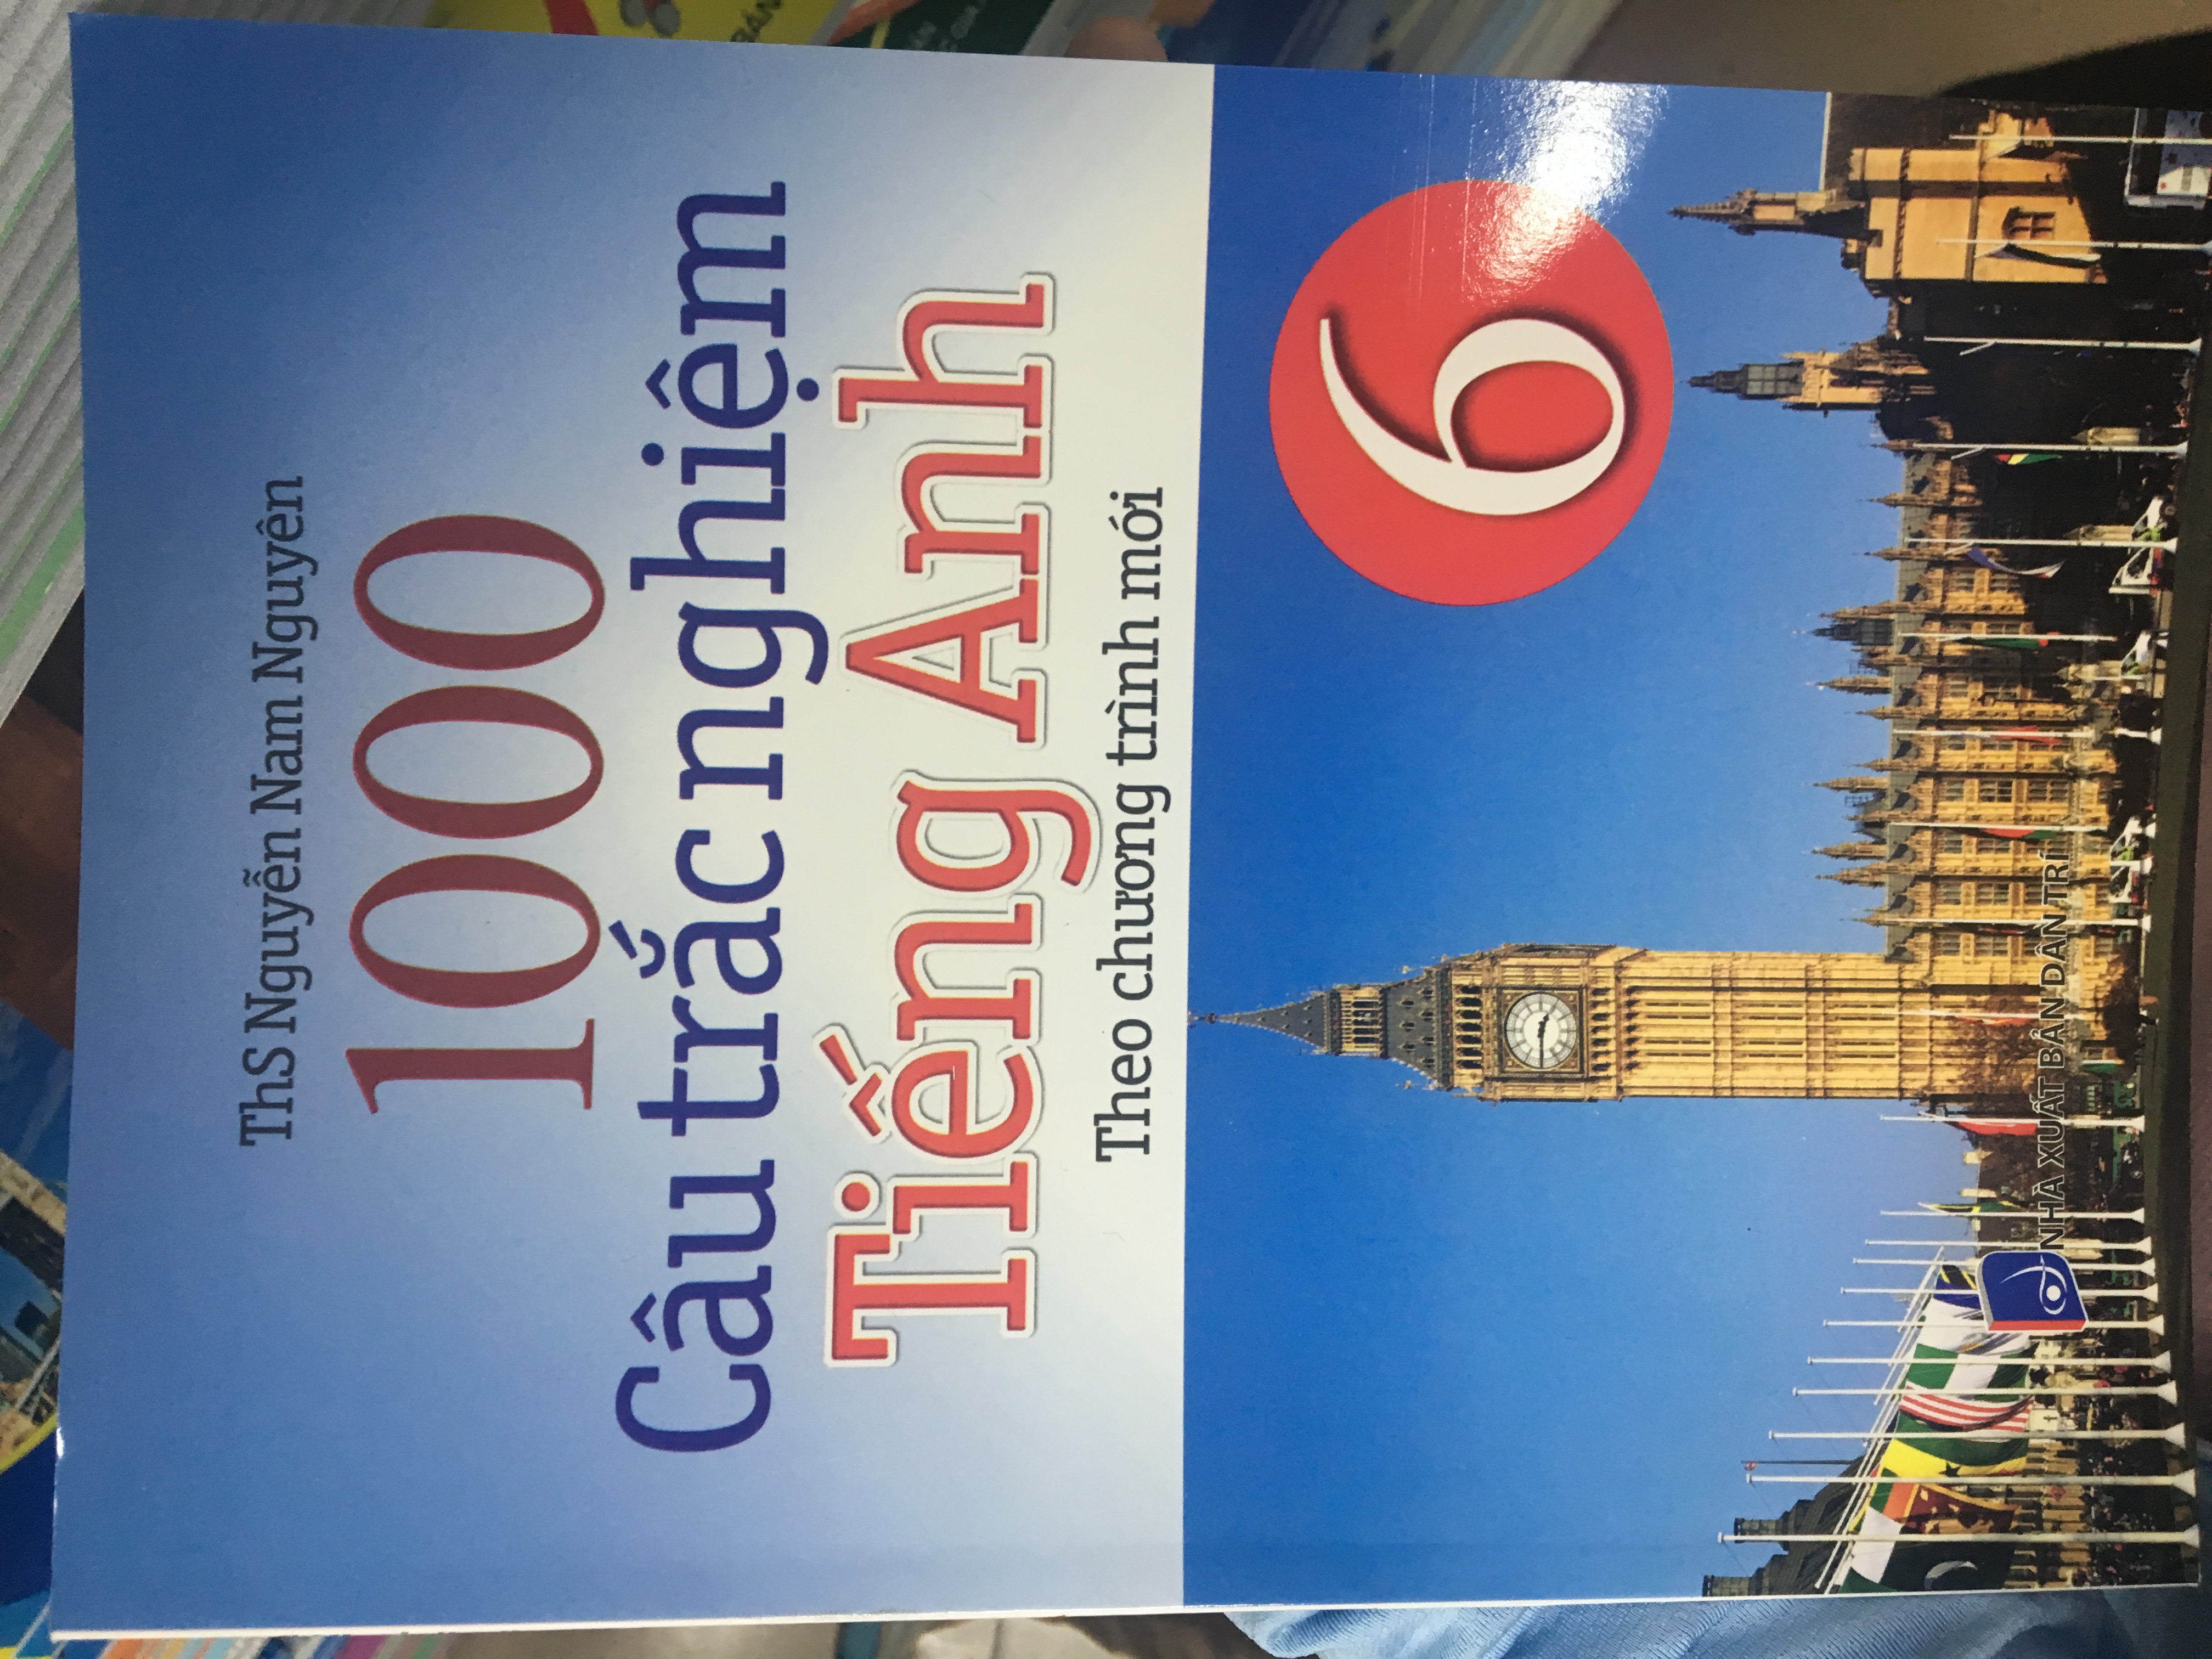 ThS Nguyễn Nam Nguyên
1000
Câu trắc nghiệm
Tiếng Anh
Theo chương trình mới
6
NHÀ XUẤT BẢN DÂN TRÍ